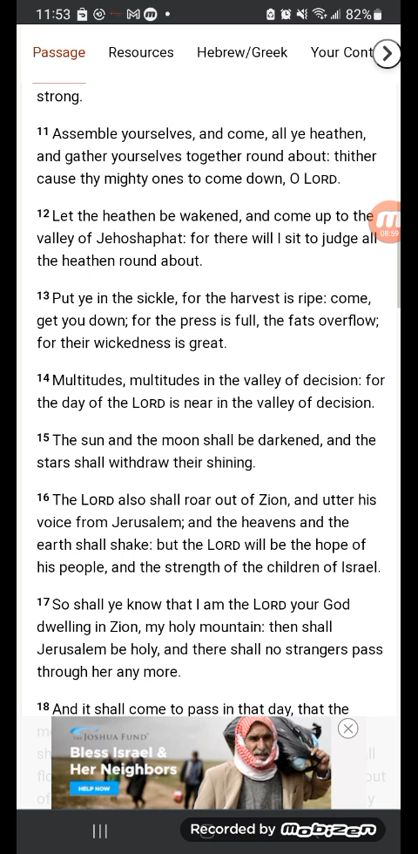 11:53 82%
Passage Resources Hebrew/Greek Your Cont
strong.
11 Assemble yourselves, and come, all ye heathen,
and gather yourselves together round about: thither
cause thy mighty ones to come down, O LORD.
12 Let the heathen be wakened, and come up to the
08:59
valley of Jehoshaphat: for there will I sit to judge all
the heathen round about.
13 Put ye in the sickle, for the harvest is ripe: come,
get you down; for the press is full, the fats overflow;
for their wickedness is great.
14 Multitudes, multitudes in the valley of decision: for
the day of the LORD is near in the valley of decision.
15 The sun and the moon shall be darkened, and the
stars shall withdraw their shining.
16 The LORD also shall roar out of Zion, and utter his
voice from Jerusalem; and the heavens and the
earth shall shake: but the LORD will be the hope of
his people, and the strength of the children of Israel.
17 So shall ye know that I am the LORD your God
dwelling in Zion, my holy mountain: then shall
Jerusalem be holy, and there shall no strangers pass
through her any more.
18 And it shall come to pass in that day, that the
THE JOSHUA FUND
Bless Israel &
Her Neighbors
HELP NOW
Recorded by mobizen